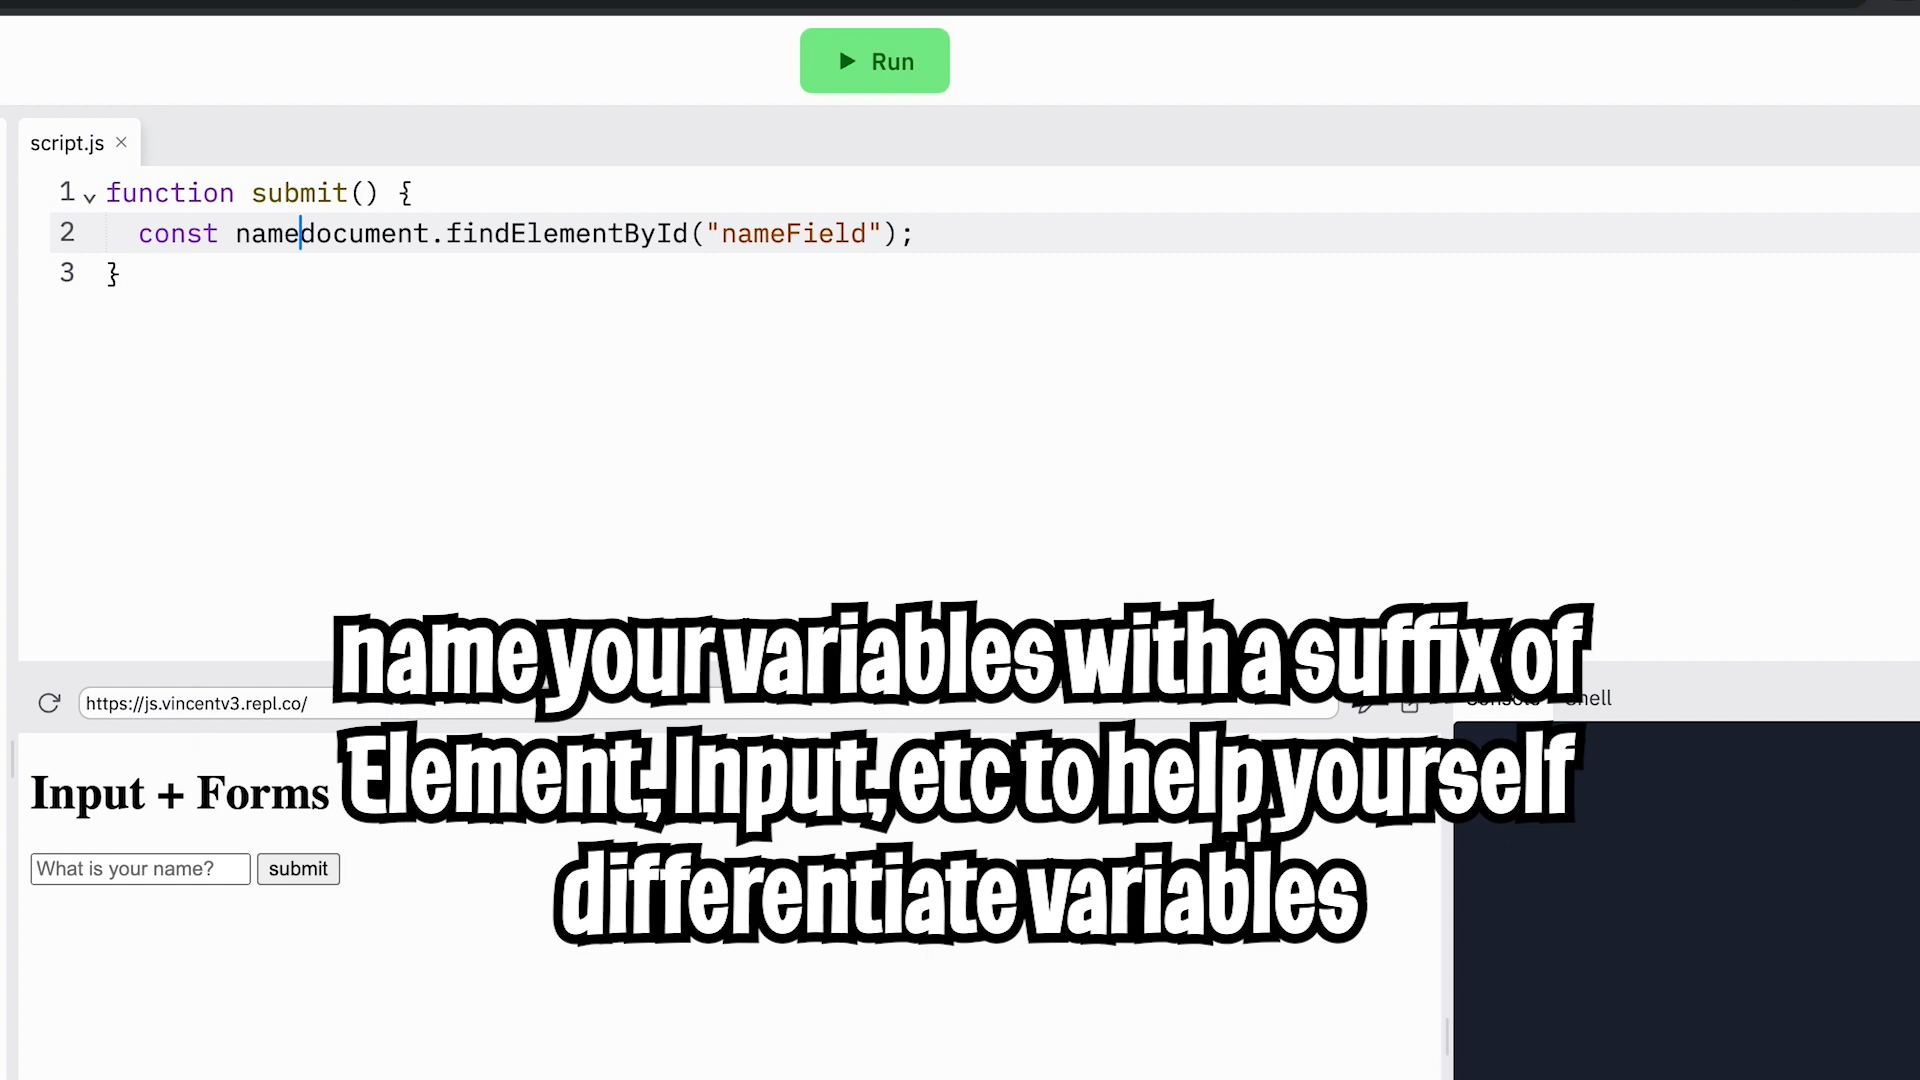 Run
script.js ×
1 function submit() {
2 const namedocument.findElementById("nameField");
3 }
name your variables with a suffix of
https://js.vincentv3.repl.co/
Element, Input, etc to help yourself
Input + Forms
differentiate variables
What is your name? submit